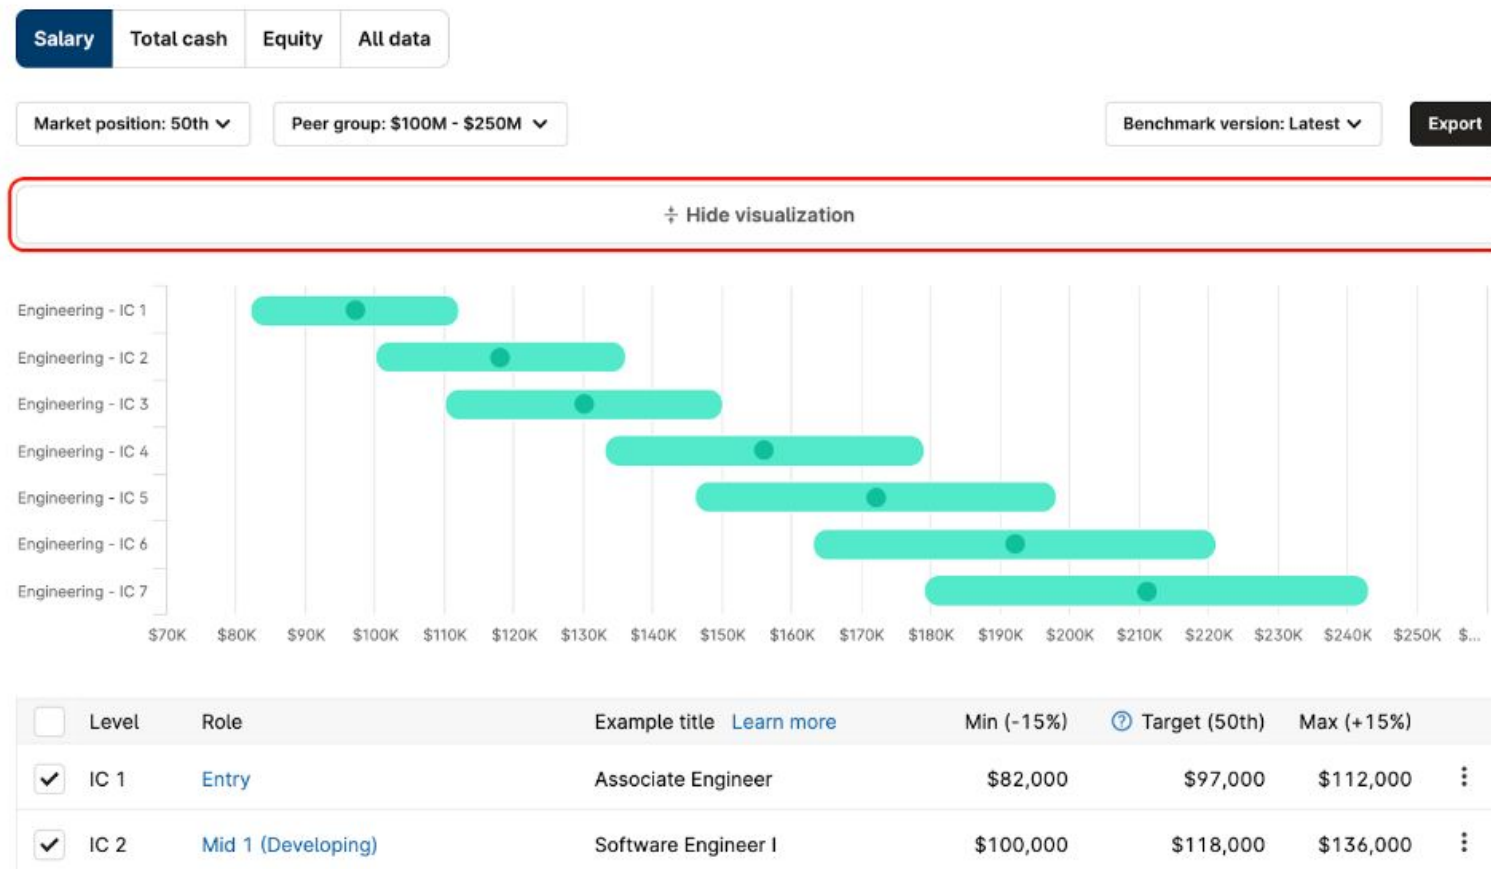 Salary Total cash Equity All data
Market position: 50th Peer group: $100M - $250M Benchmark version: Latest Export
Hide visualization
Engineering - IC 1
Engineering - IC 2
Engineering - IC 3
Engineering - IC 4
Engineering - IC 5
Engineering - IC 6
Engineering - IC 7
$70K $80K $90K $100K $110K $120K $130K $140K $150K $160K $170K $180K $190K $200K $210K $220K $230K $240K $250K $...
Level Role Example title Learn more Min (-15%) ? Target (50th) Max (+15%)
IC 1 Entry Associate Engineer $82,000 $97,000 $112,000
IC 2 Mid 1 (Developing) Software Engineer I $100,000 $118,000 $136,000